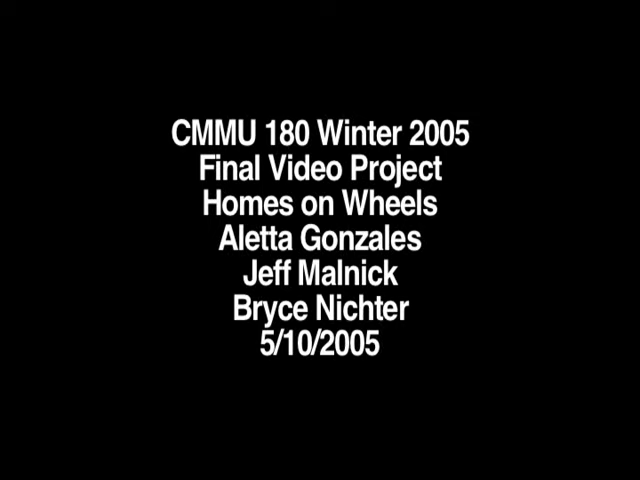 CMMU 180 Winter 2005
Final Video Project
Homes on Wheels
Aletta Gonzales
Jeff Malnick
Bryce Nichter
5/10/2005